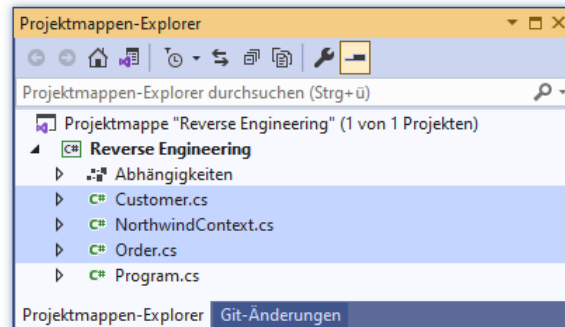 Projektmappen-Explorer
Projektmappen-Explorer durchsuchen (Strg+ü)
Projektmappe "Reverse Engineering" (1 von 1 Projekten)
C# Reverse Engineering
Abhängigkeiten
C# Customer.cs
C# NorthwindContext.cs
C# Order.cs
C# Program.cs
Projektmappen-Explorer Git-Änderungen